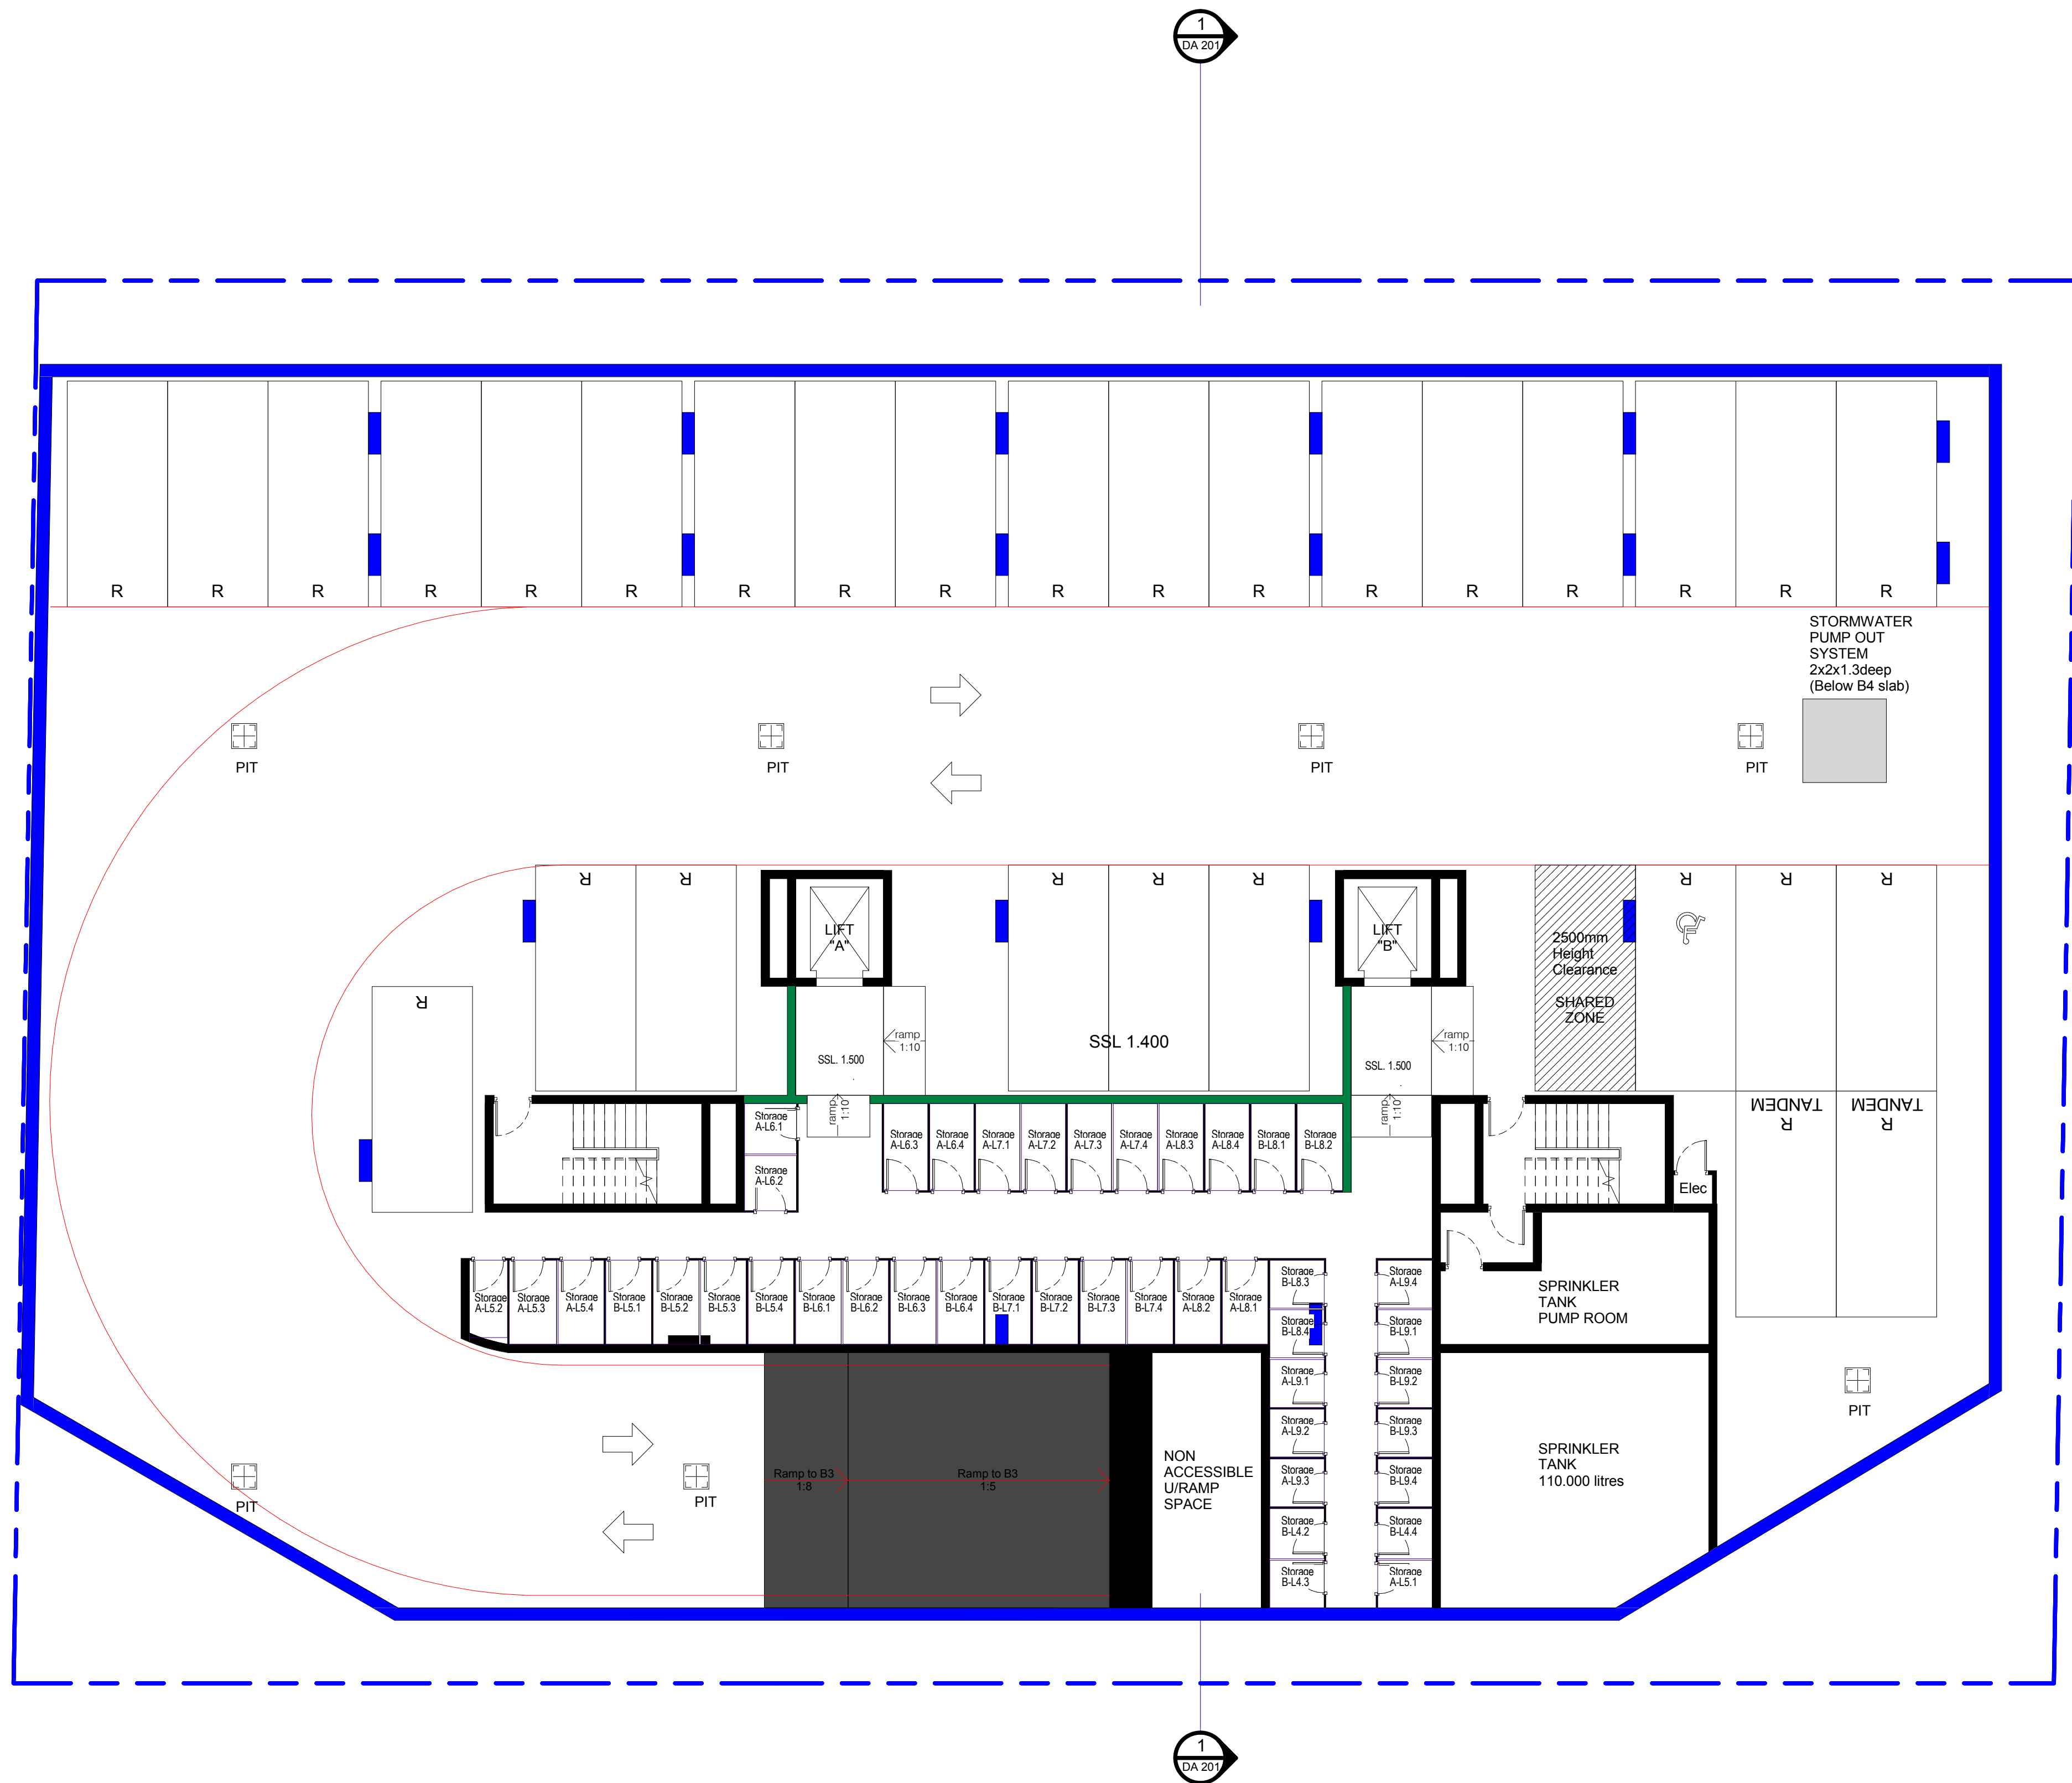 1
DA 201
R R R R R R R R R R R R R R R R R R
STORMWATER
PUMP OUT
SYSTEM
2x2x1.3deep
(Below B4 slab)
PIT PIT PIT PIT
R R R R R R R R
R
LIFT
"A"
LIFT
"B"
2500mm
Height
Clearance
SHARED
ZONE
ramp
1:10
SSL 1.400
ramp
1:10
SSL. 1.500
SSL. 1.500
ramp
1:10
ramp
1:10
TANDEM
R
TANDEM
R
Storage
A-L6.1
Storage
A-L6.2
Storage
A-L6.3
Storage
A-L6.4
Storage
A-L7.1
Storage
A-L7.2
Storage
A-L7.3
Storage
A-L7.4
Storage
A-L8.3
Storage
A-L8.4
Storage
B-L8.1
Storage
B-L8.2
Elec
Storage
A-L5.2
Storage
A-L5.3
Storage
A-L5.4
Storage
B-L5.1
Storage
B-L5.2
Storage
B-L5.3
Storage
B-L5.4
Storage
B-L6.1
Storage
B-L6.2
Storage
B-L6.3
Storage
B-L6.4
Storage
B-L7.1
Storage
B-L7.2
Storage
B-L7.3
Storage
B-L7.4
Storage
A-L8.2
Storage
A-L8.1
Storage
B-L8.3
Storage
B-L8.4
Storage
A-L9.1
Storage
A-L9.2
Storage
A-L9.3
Storage
B-L4.2
Storage
B-L4.3
Storage
A-L9.4
Storage
B-L9.1
Storage
B-L9.2
Storage
B-L9.3
Storage
B-L9.4
Storage
B-L4.4
Storage
A-L5.1
SPRINKLER
TANK
PUMP ROOM
SPRINKLER
TANK
110.000 litres
PIT
NON
ACCESSIBLE
U/RAMP
SPACE
Ramp to B3
1:8
Ramp to B3
1:5
PIT
PIT
1
DA 201